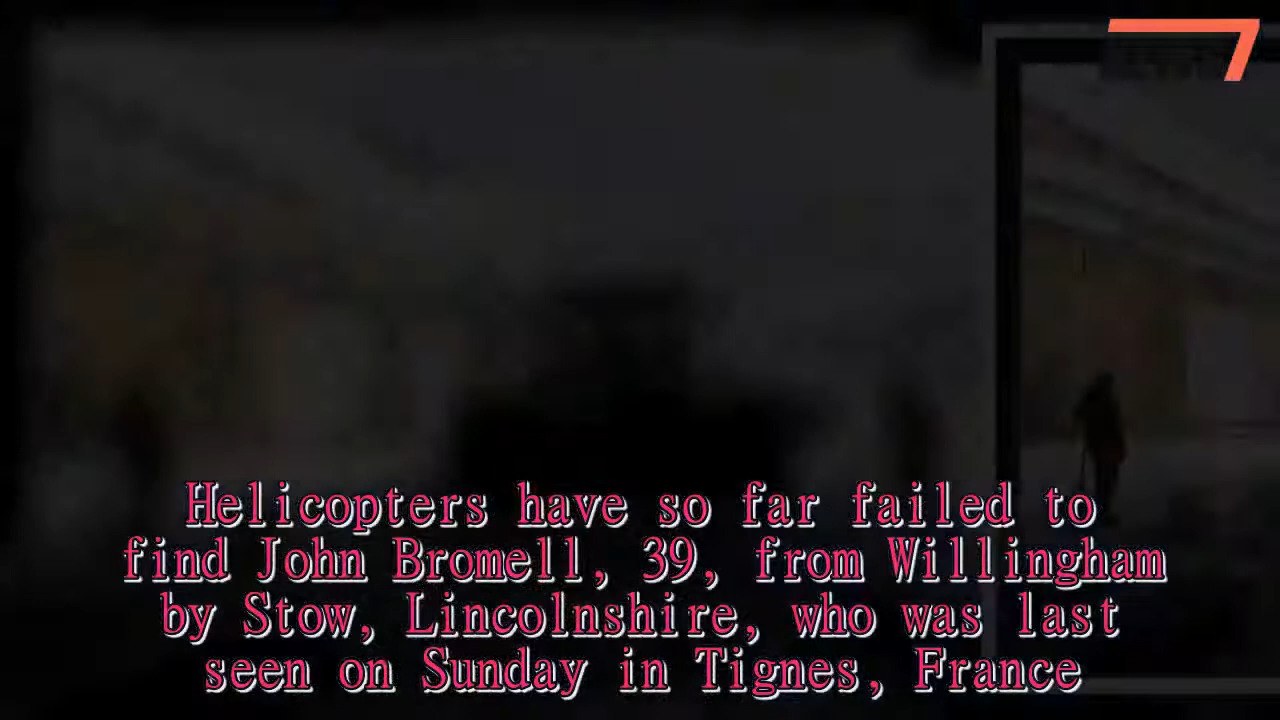 Helicopters have so far failed to
find John Bromell, 39, from Willingham
by Stow, Lincolnshire, who was last
seen on Sunday in Tignes, France